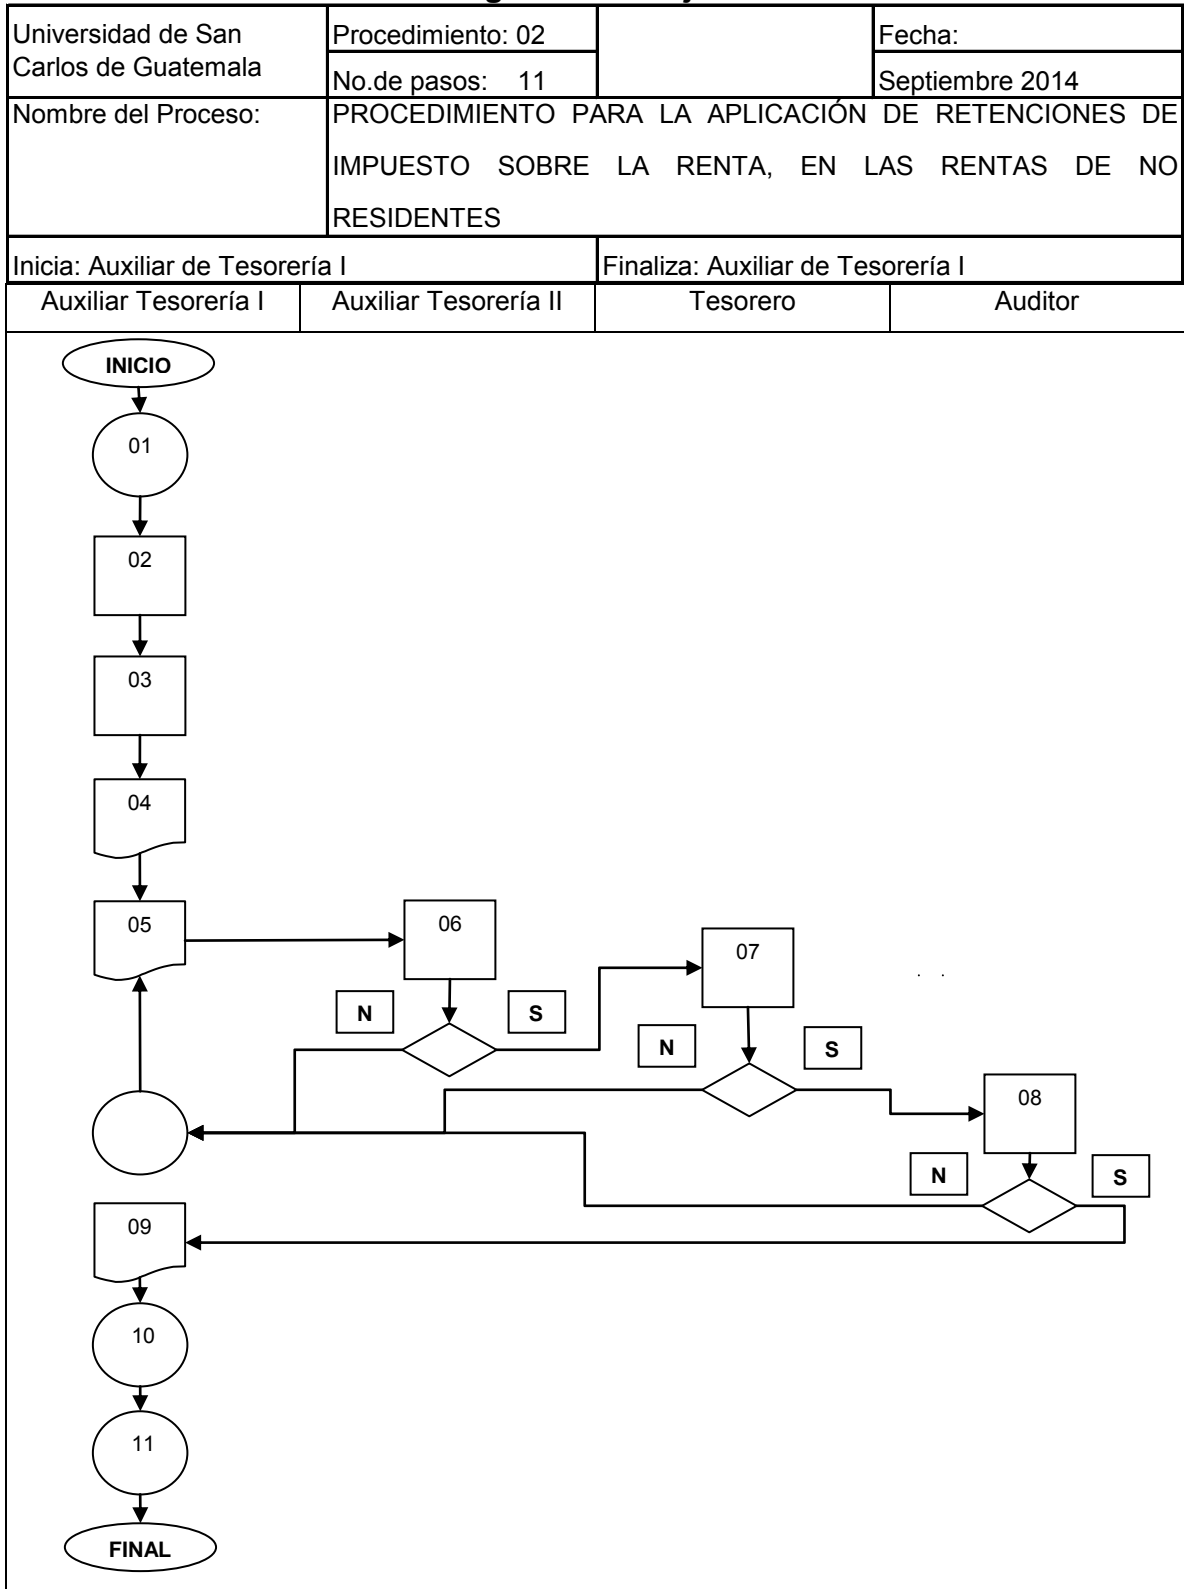 Universidad de San
Carlos de Guatemala
Procedimiento: 02
No.de pasos: 11
Fecha:
Septiembre 2014
Nombre del Proceso:
PROCEDIMIENTO PARA LA APLICACIÓN DE RETENCIONES DE
IMPUESTO SOBRE LA RENTA, EN LAS RENTAS DE NO
RESIDENTES
Inicia: Auxiliar de Tesorería I
Finaliza: Auxiliar de Tesorería I
Auxiliar Tesorería I
Auxiliar Tesorería II
Tesorero
Auditor
INICIO
01
02
03
04
05
06
07
N
S
N
S
08
N
S
09
10
11
FINAL